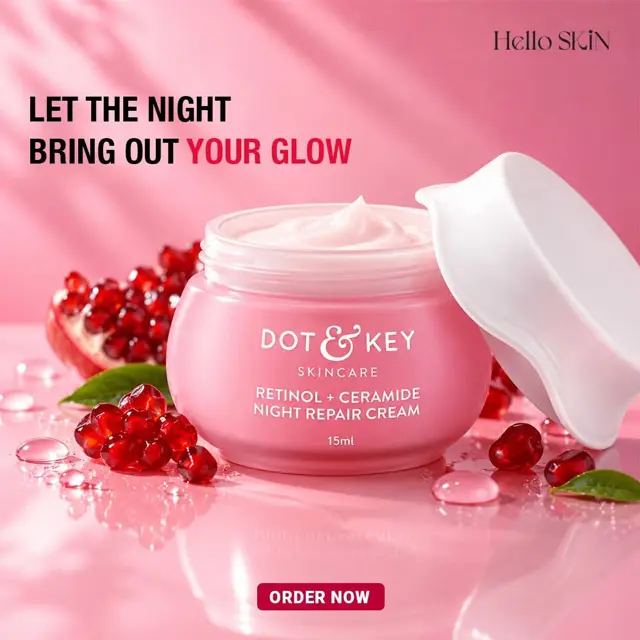 Hello SKiN
LET THE NIGHT
BRING OUT YOUR GLOW
DOT & KEY
SKINCARE
RETINOL + CERAMIDE
NIGHT REPAIR CREAM
15ml
ORDER NOW